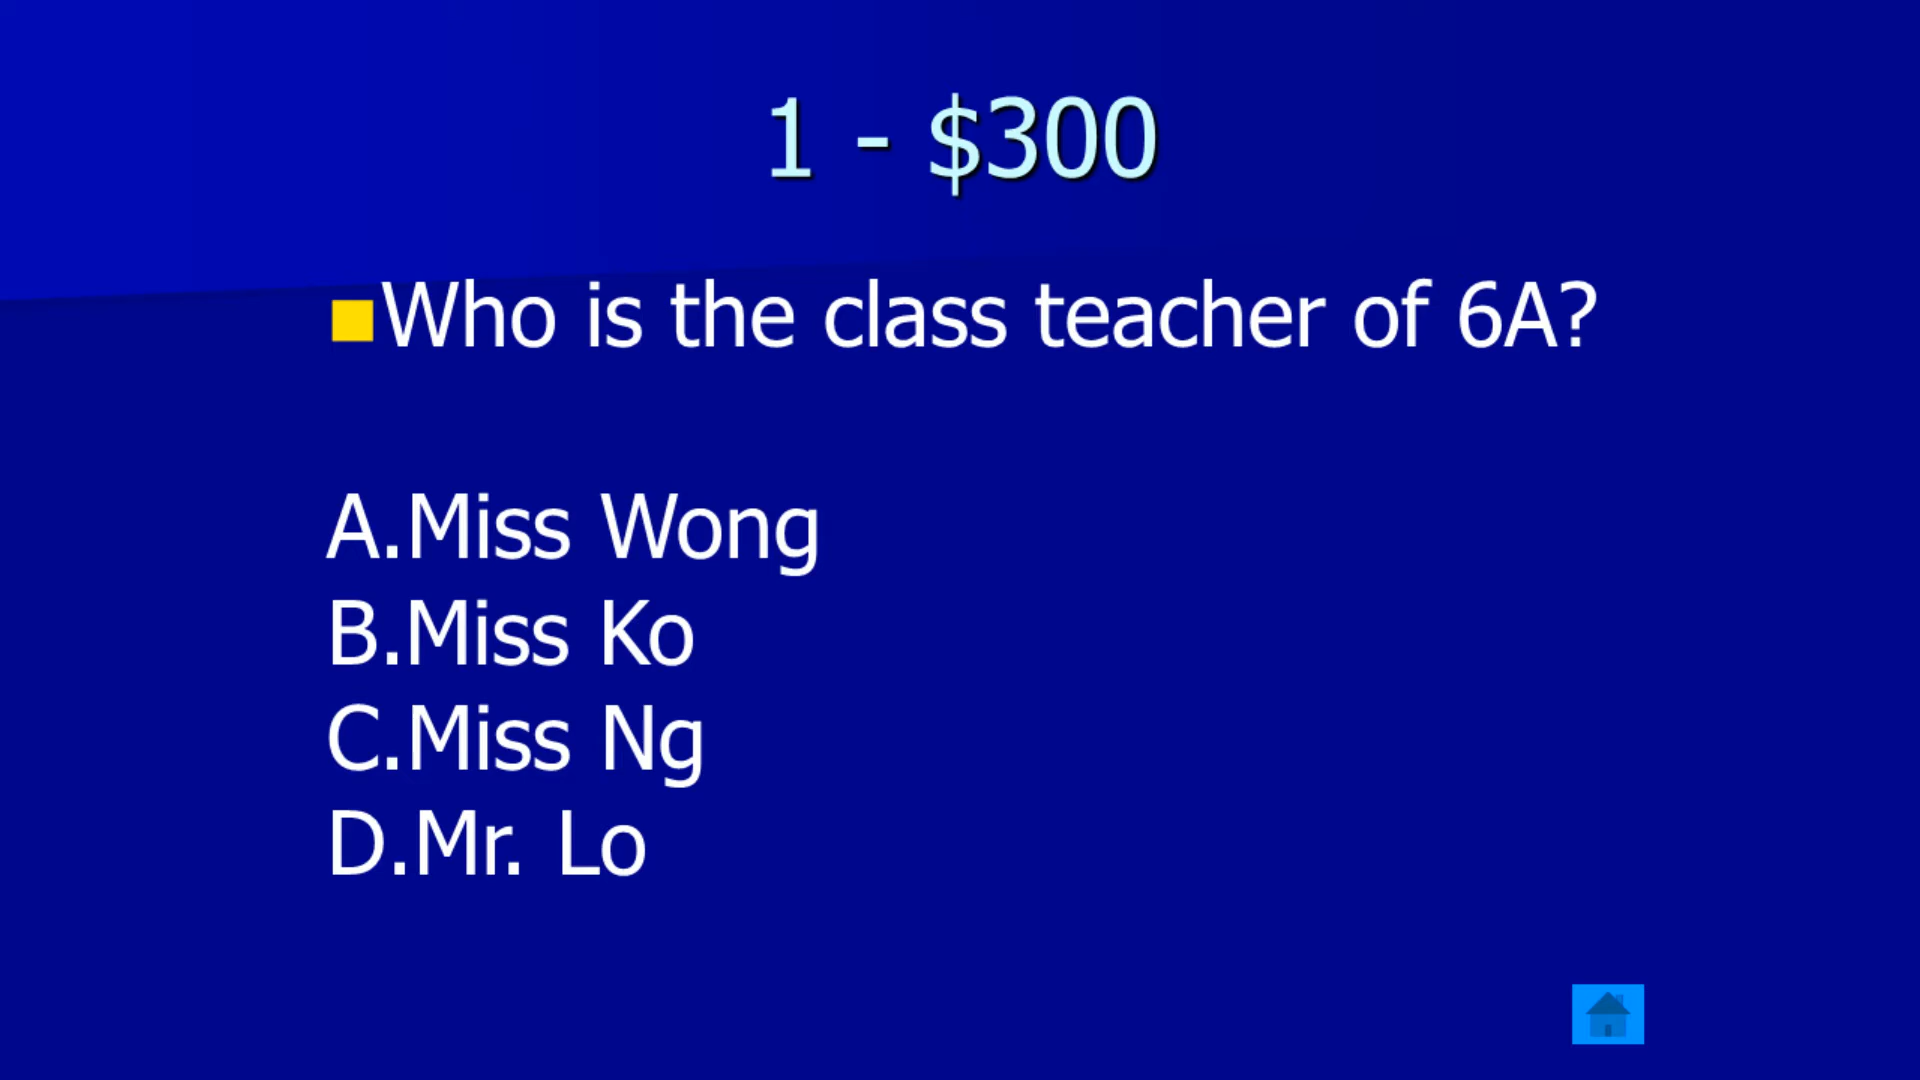 1 - $300
Who is the class teacher of 6A?
A.Miss Wong
B.Miss Ko
C.Miss Ng
D.Mr. Lo